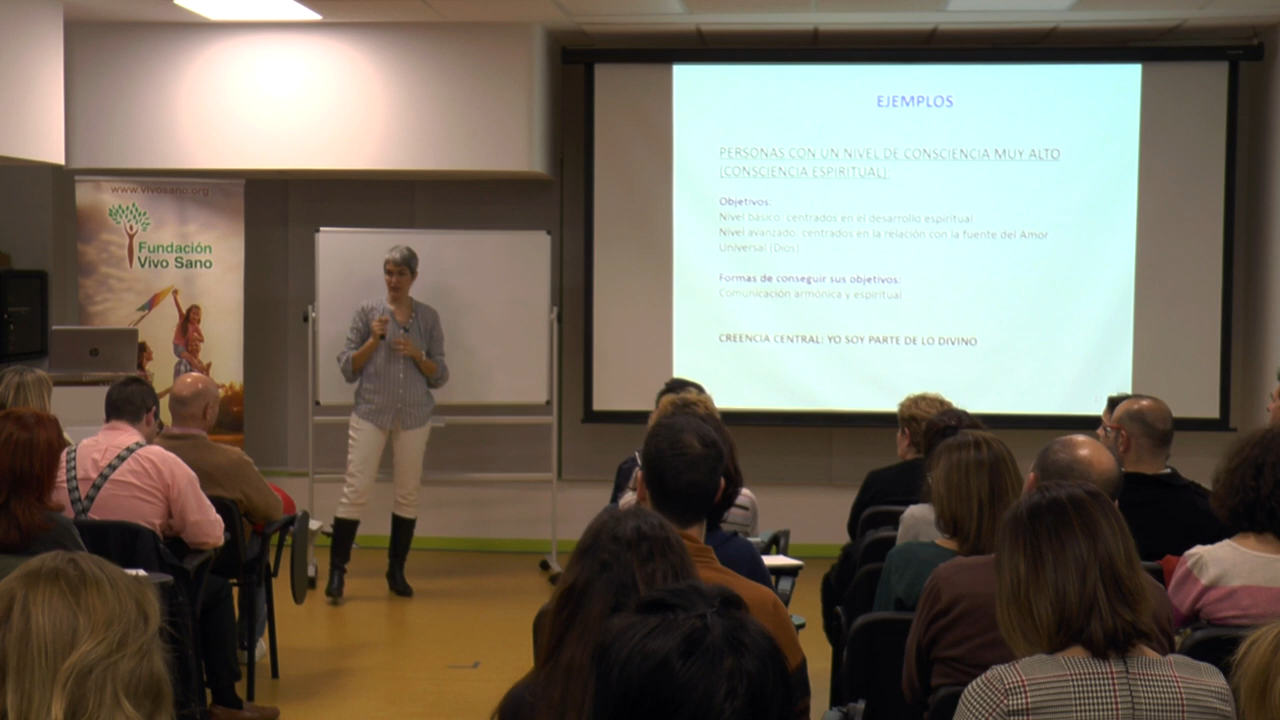 www.vivosano.org
Fundación
Vivo Sano
hp
EJEMPLOS
PERSONAS CON UN NIVEL DE CONSCIENCIA MUY ALTO
(CONSCIENCIA ESPIRITUAL):
Objetivos:
Nivel básico: centrados en el desarrollo espiritual
Nivel avanzado: centrados en la relación con la fuente del Amor
Universal (Dios)
Formas de conseguir sus objetivos:
Comunicación armónica y espiritual
CREENCIA CENTRAL: YO SOY PARTE DE LO DIVINO